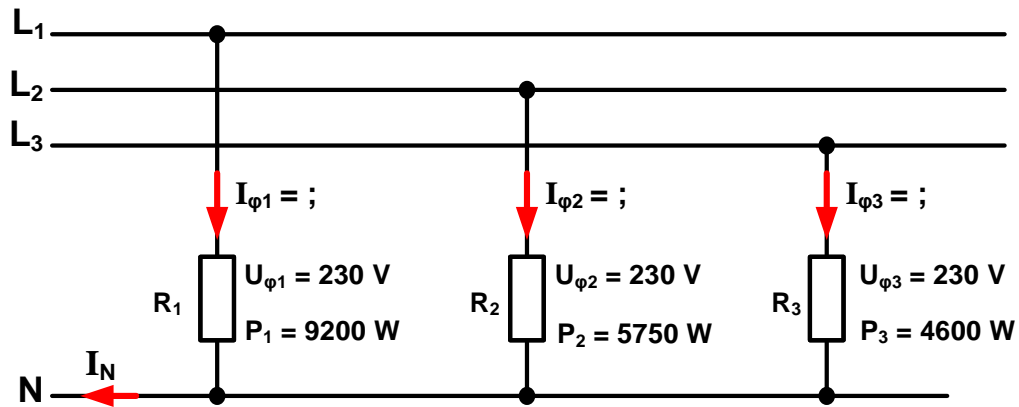 L₁
L₂
L₃
Iφ1 = ; Iφ2 = ; Iφ3 = ;
Uφ1 = 230 V Uφ2 = 230 V Uφ3 = 230 V
R₁ R₂ R₃
P₁ = 9200 W P₂ = 5750 W P₃ = 4600 W
I_N
N